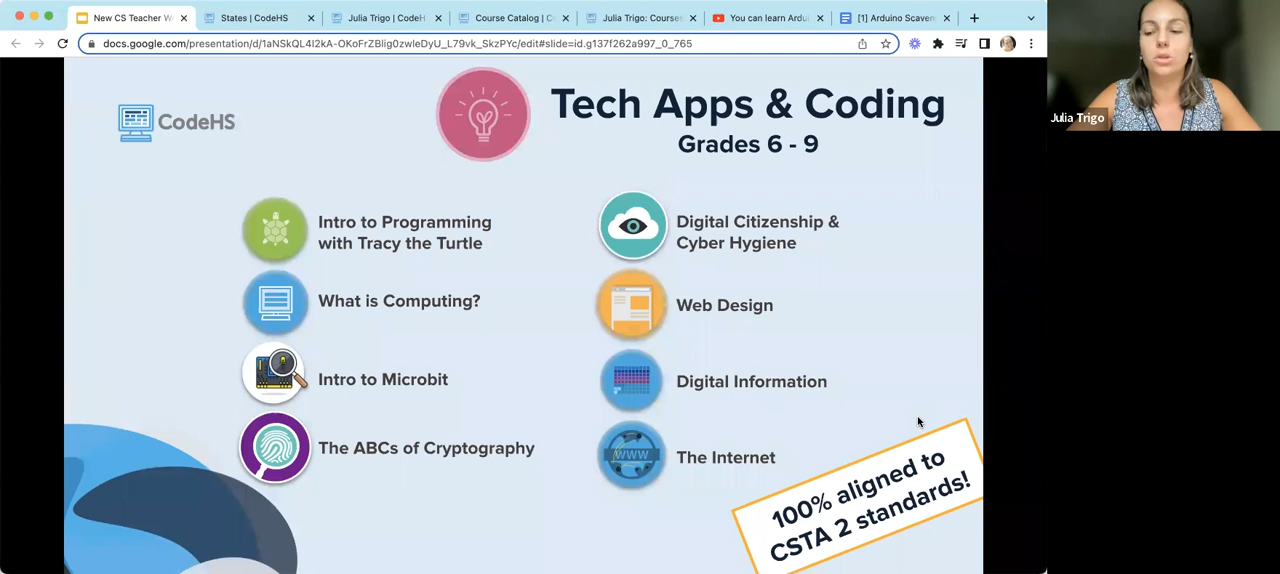 New CS Teacher W
States | CodeHS
Julia Trigo | CodeH
Course Catalog | C
Julia Trigo: Courses
You can learn Ardui
[1] Arduino Scaven
docs.google.com/presentation/d/1aNSkQL4I2kA-OKoFrZBlig0zwleDyU_L79vk_SkzPYc/edit#slide=id.g137f262a997_0_765
CodeHS
Tech Apps & Coding
Grades 6 - 9
Intro to Programming
with Tracy the Turtle
What is Computing?
Intro to Microbit
The ABCs of Cryptography
Digital Citizenship &
Cyber Hygiene
Web Design
Digital Information
WWW
The Internet
100% aligned to
CSTA 2 standards!
Julia Trigo